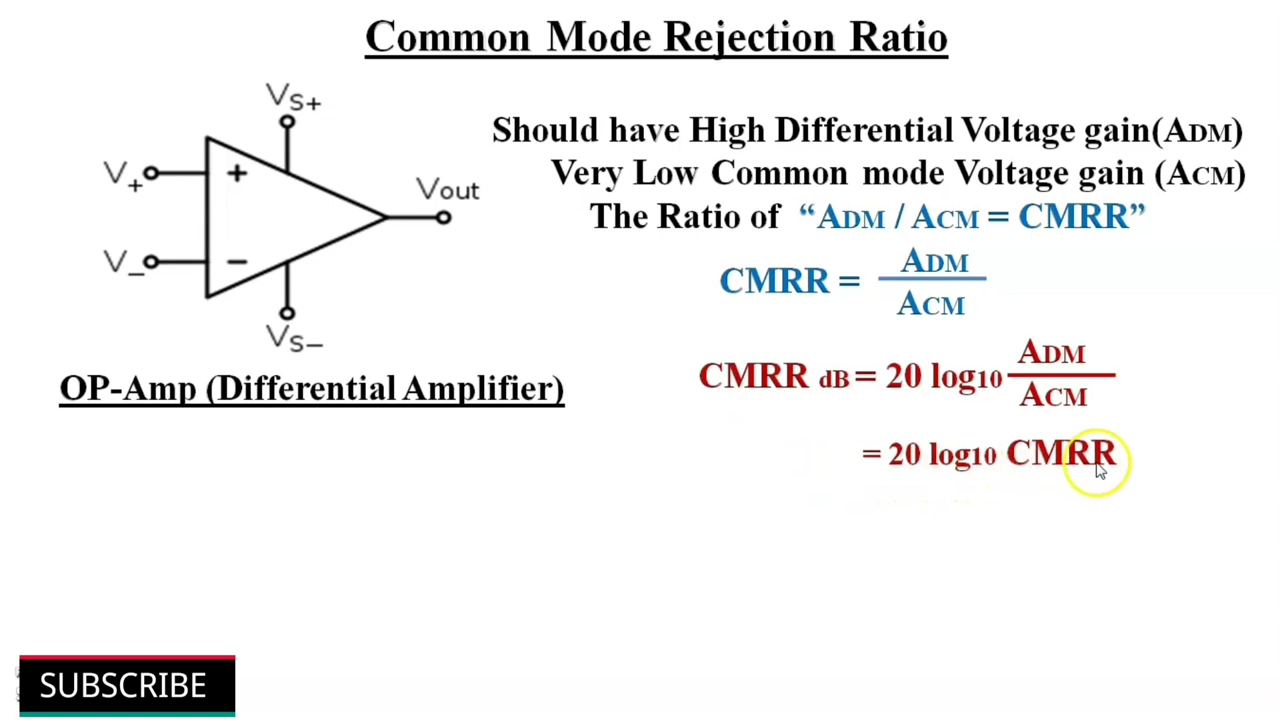 Common Mode Rejection Ratio
VS+
V+
+
Vout
V−
−
VS−
OP-Amp (Differential Amplifier)
Should have High Differential Voltage gain(ADM)
Very Low Common mode Voltage gain (ACM)
The Ratio of “ADM / ACM = CMRR”
CMRR = ADM
ACM
CMRR dB = 20 log10 ADM
ACM
= 20 log10 CMRR
SUBSCRIBE